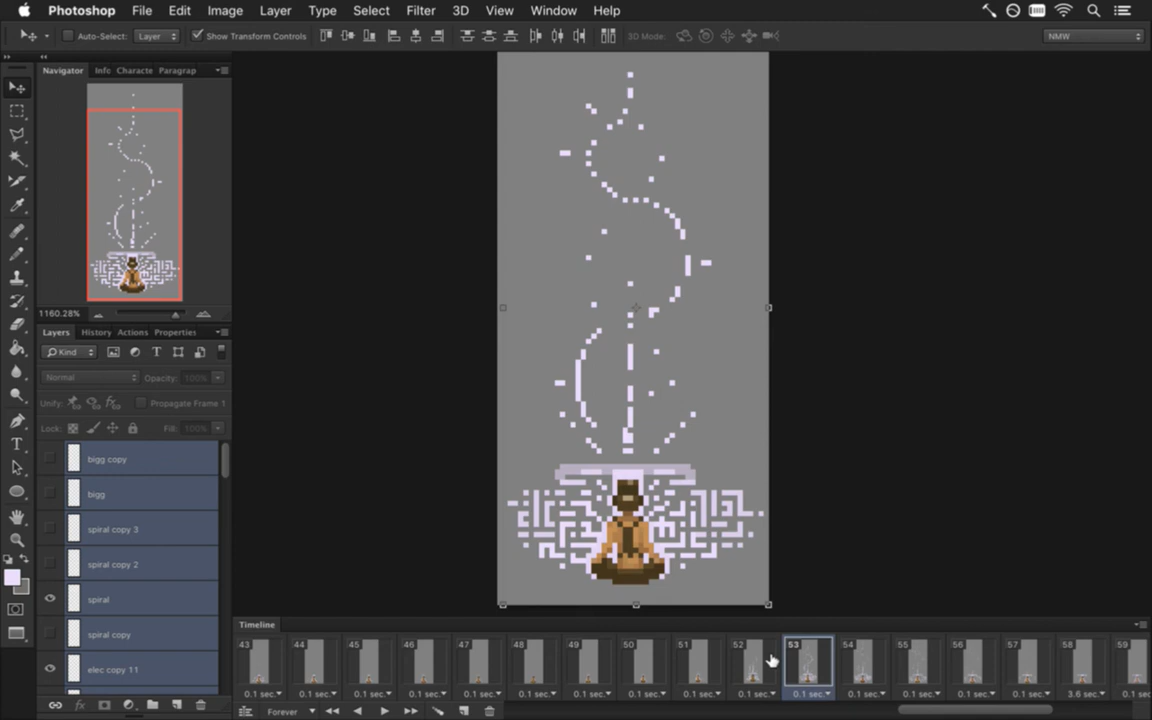 Photoshop File Edit Image Layer Type Select Filter 3D View Window Help
Auto-Select: Layer Show Transform Controls 3D Mode: NMW
Navigator Info Characte Paragrap
1160.28%
Layers History Actions Properties
Kind
Normal Opacity: 100%
Unify: Propagate Frame 1
Lock: Fill: 100%
bigg copy
bigg
spiral copy 3
spiral copy 2
spiral
spiral copy
elec copy 11
Timeline
43 44 45 46 47 48 49 50 51 52 53 54 55 56 57 58 59
0.1 sec. 0.1 sec. 0.1 sec. 0.1 sec. 0.1 sec. 0.1 sec. 0.1 sec. 0.1 sec. 0.1 sec. 0.1 sec. 0.1 sec. 0.1 sec. 0.1 sec. 0.1 sec. 0.1 sec. 3.6 sec. 0.1 sec
Forever